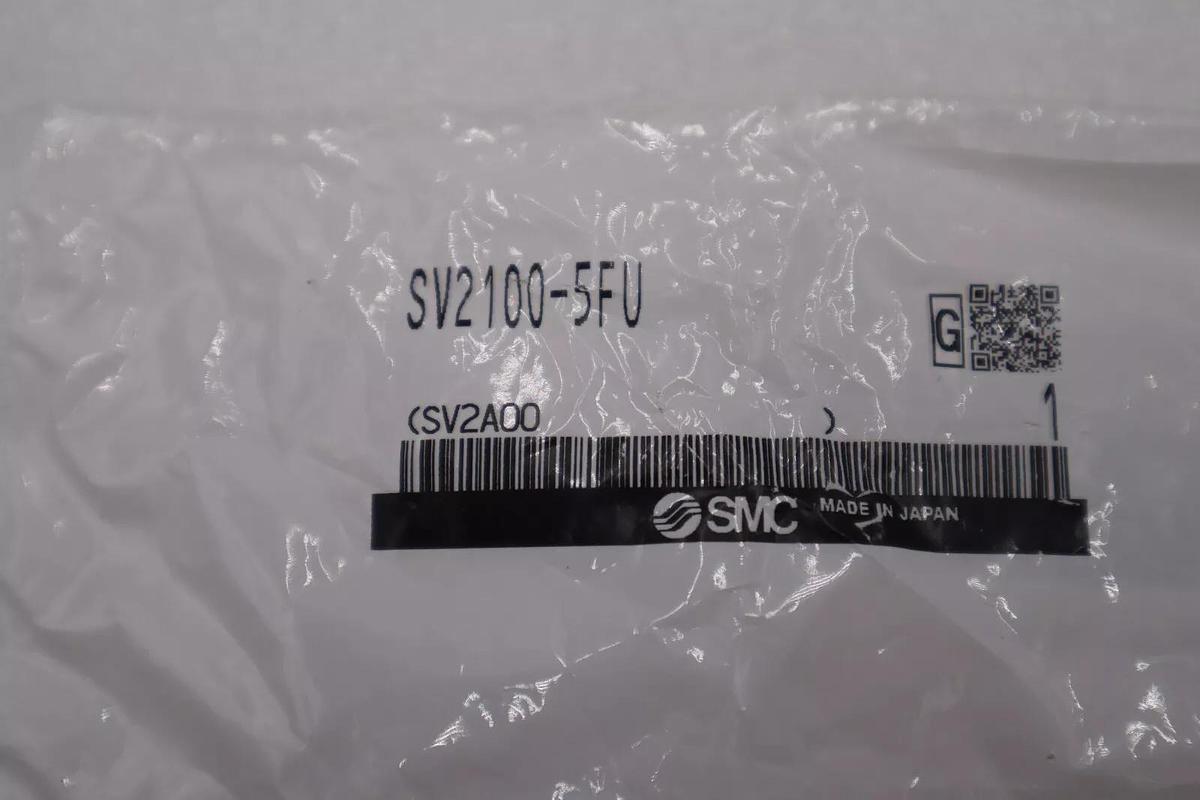 SV2100-5FU
G
(SV2A00 )
1
SMC MADE IN JAPAN